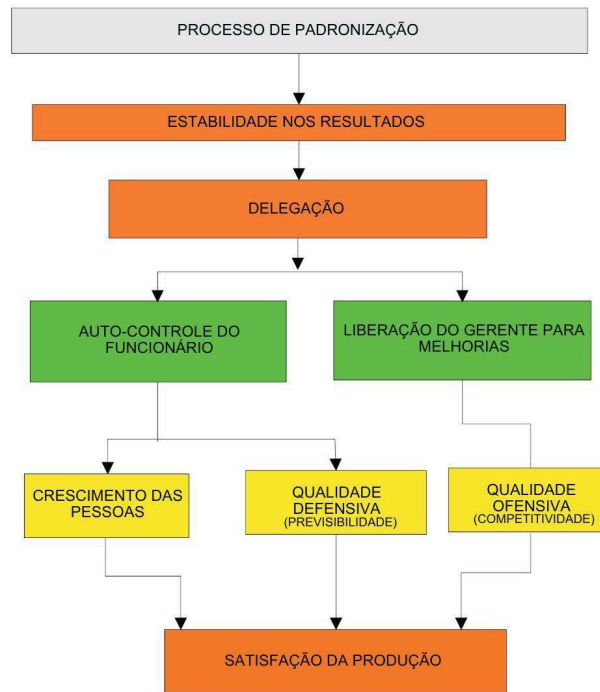 PROCESSO DE PADRONIZAÇÃO
ESTABILIDADE NOS RESULTADOS
DELEGAÇÃO
AUTO-CONTROLE DO
FUNCIONÁRIO
LIBERAÇÃO DO GERENTE PARA
MELHORIAS
CRESCIMENTO DAS
PESSOAS
QUALIDADE
DEFENSIVA
(PREVISIBILIDADE)
QUALIDADE
OFENSIVA
(COMPETITIVIDADE)
SATISFAÇÃO DA PRODUÇÃO